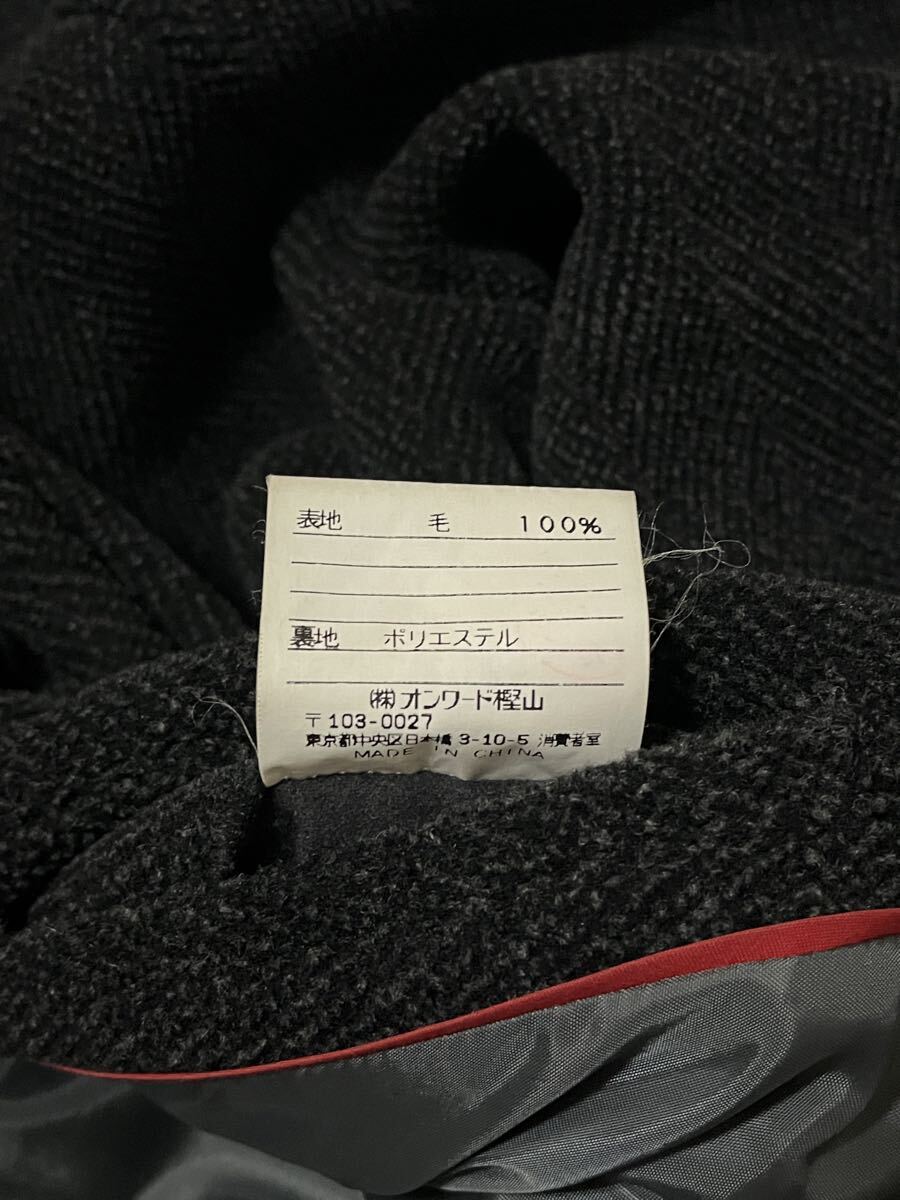 表地 毛 100%
裏地 ポリエステル
㈱オンワード樫山
〒103-0027
東京都中央区日本橋3-10-5 消費者室
MADE IN CHINA